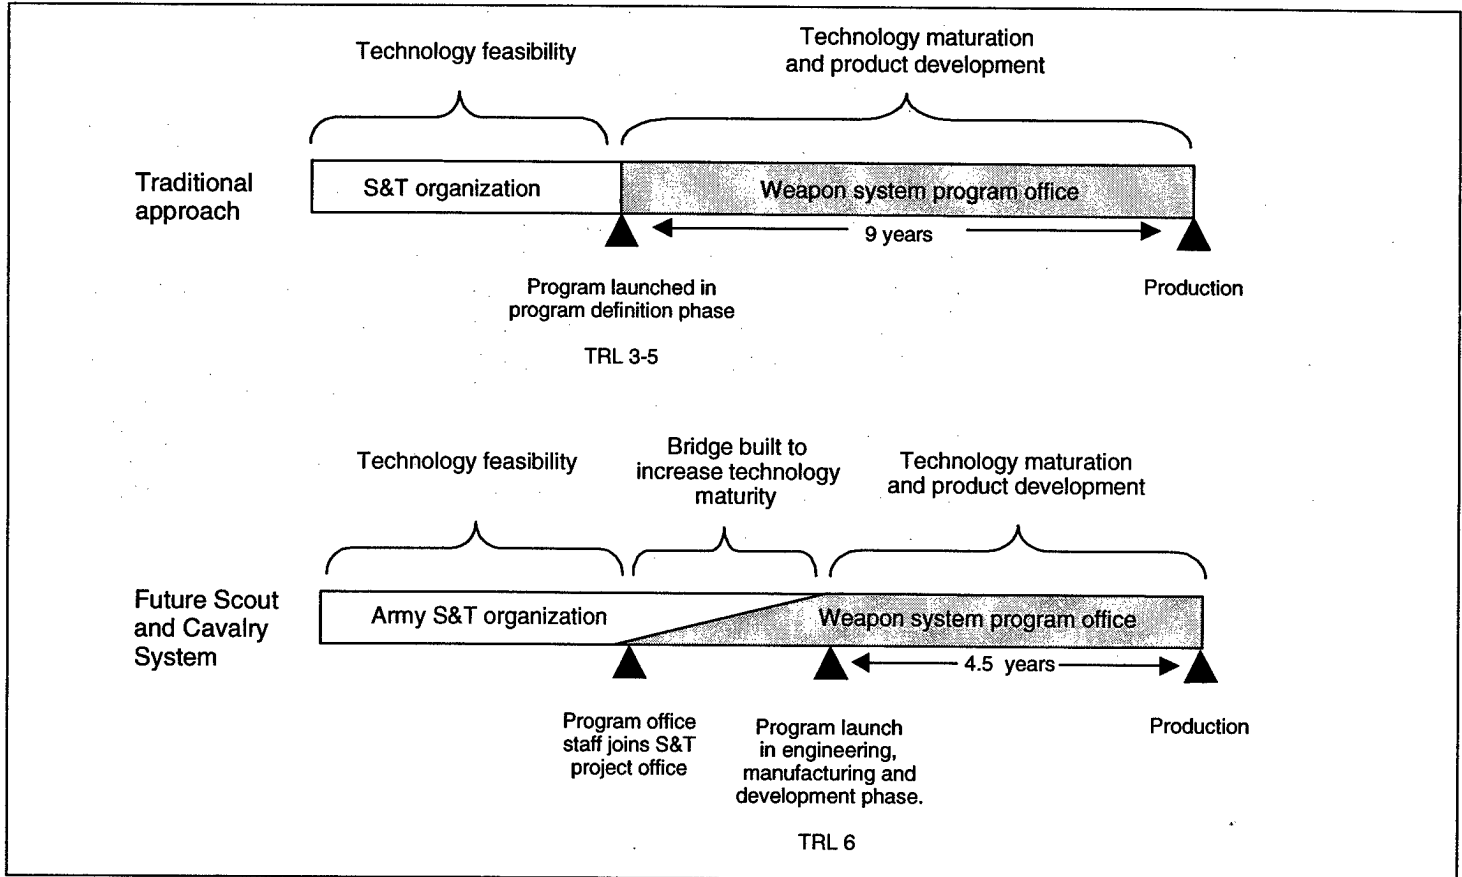 Technology feasibility
Technology maturation
and product development
Traditional
approach
S&T organization
Weapon system program office
9 years
Program launched in
program definition phase
TRL 3-5
Production
Technology feasibility
Bridge built to
increase technology
maturity
Technology maturation
and product development
Future Scout
and Cavalry
System
Army S&T organization
Weapon system program office
4.5 years
Program office
staff joins S&T
project office
Program launch
in engineering,
manufacturing and
development phase.
TRL 6
Production